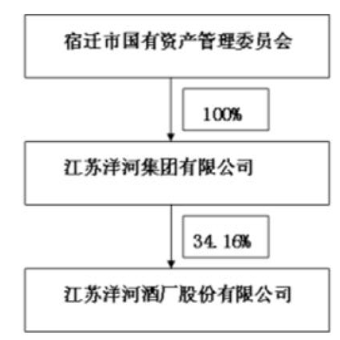 宿迁市国有资产管理委员会
100%
江苏洋河集团有限公司
34.16%
江苏洋河酒厂股份有限公司